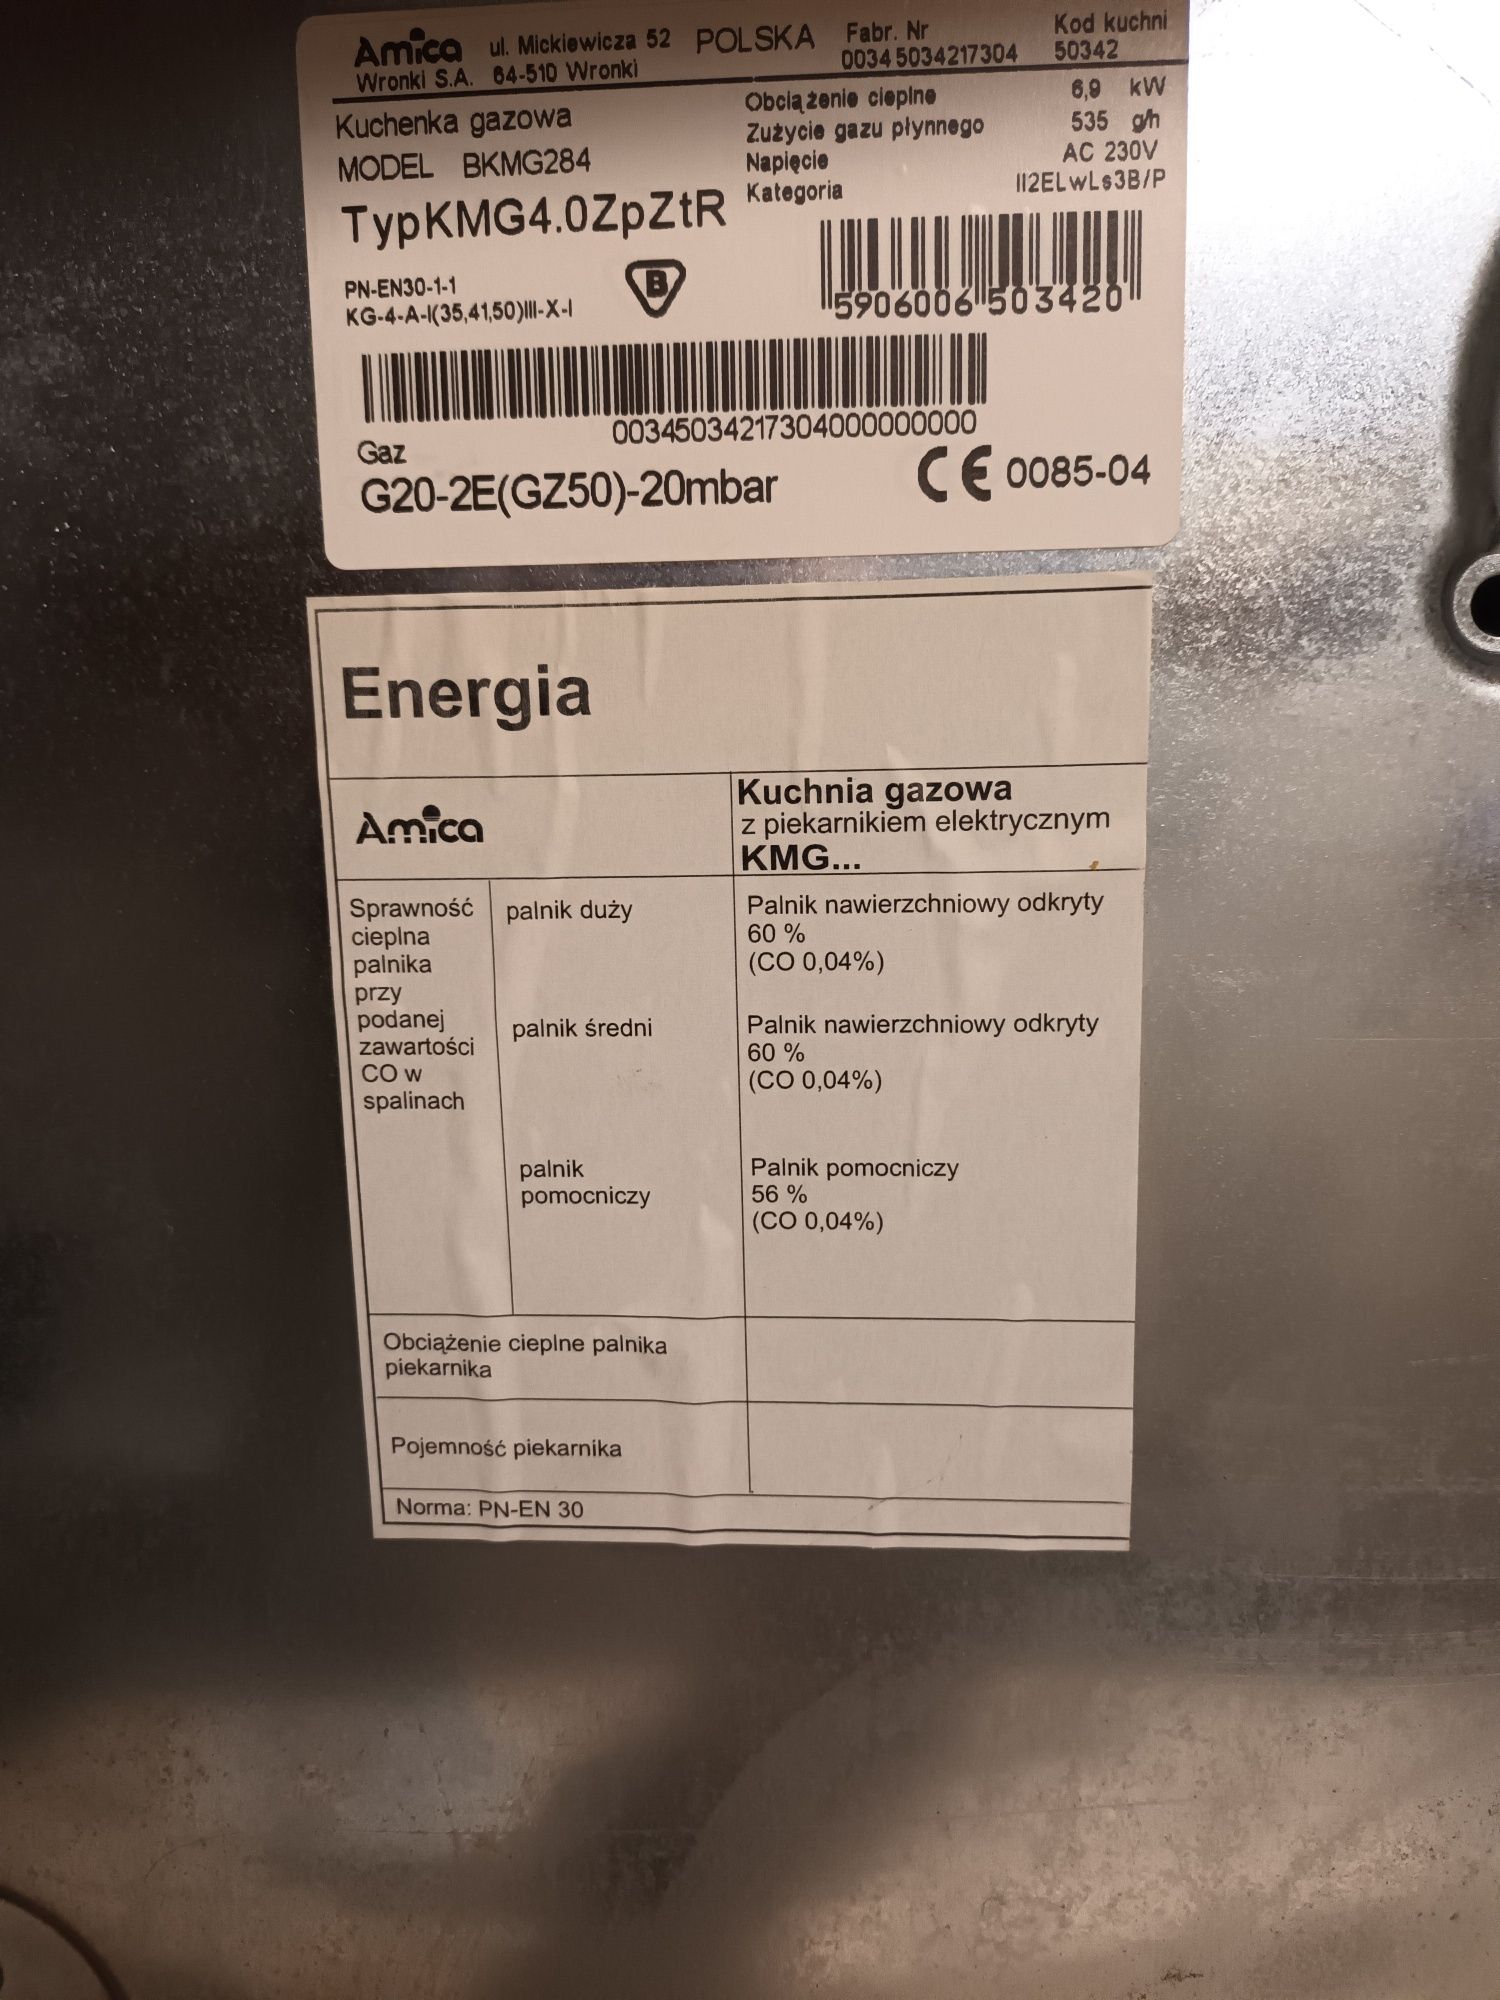 Amica ul. Mickiewicza 52 POLSKA Fabr. Nr Kod kuchni
Wronki S.A. 64-510 Wronki 0034 5034217304 50342
Kuchenka gazowa
MODEL BKMG284
TypKMG4.0ZpZtR
Obciążenie cieplne 6,9 kW
Zużycie gazu płynnego 535 g/h
Napięcie AC 230V
Kategoria II2ELwLs3B/P
PN-EN30-1-1
KG-4-A-I(35,41,50)III-X-I
B
5906006 503420
00345034217304000000000
Gaz
G20-2E(GZ50)-20mbar
CE 0085-04
Energia
Amica
Kuchnia gazowa
z piekarnikiem elektrycznym
KMG...
Sprawność
cieplna
palnika
przy
podanej
zawartości
CO w
spalinach
palnik duży
Palnik nawierzchniowy odkryty
60 %
(CO 0,04%)
palnik średni
Palnik nawierzchniowy odkryty
60 %
(CO 0,04%)
palnik
pomocniczy
Palnik pomocniczy
56 %
(CO 0,04%)
Obciążenie cieplne palnika
piekarnika
Pojemność piekarnika
Norma: PN-EN 30